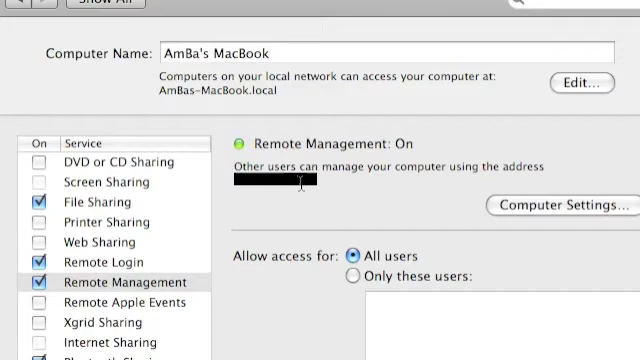 Show All
Computer Name: AmBa's MacBook
Computers on your local network can access your computer at:
AmBas-MacBook.local
Edit...
On Service
DVD or CD Sharing
Screen Sharing
File Sharing
Printer Sharing
Web Sharing
Remote Login
Remote Management
Remote Apple Events
Xgrid Sharing
Internet Sharing
Bluetooth Sharing
Remote Management: On
Other users can manage your computer using the address
Computer Settings...
Allow access for: All users
Only these users: